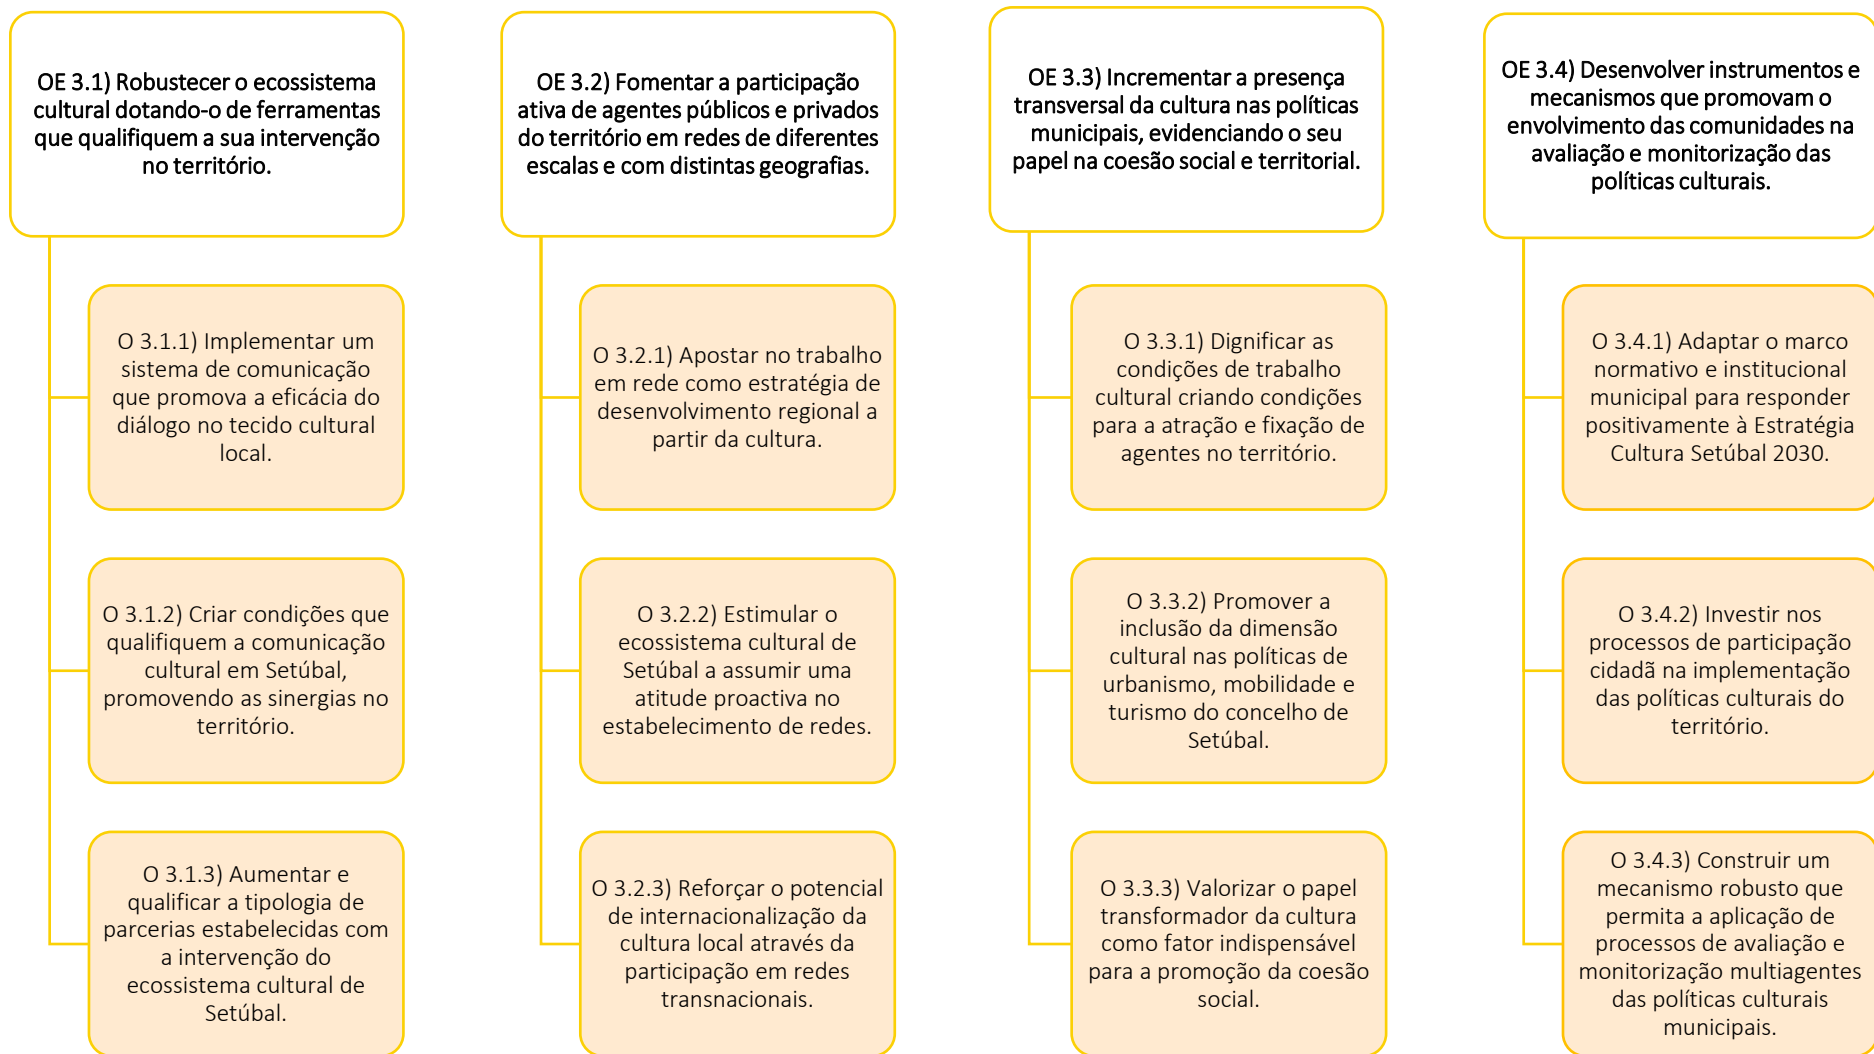 OE 3.1) Robustecer o ecossistema
cultural dotando-o de ferramentas
que qualifiquem a sua intervenção
no território.
O 3.1.1) Implementar um
sistema de comunicação
que promova a eficácia do
diálogo no tecido cultural
local.
O 3.1.2) Criar condições que
qualifiquem a comunicação
cultural em Setúbal,
promovendo as sinergias no
território.
O 3.1.3) Aumentar e
qualificar a tipologia de
parcerias estabelecidas com
a intervenção do
ecossistema cultural de
Setúbal.
OE 3.2) Fomentar a participação
ativa de agentes públicos e privados
do território em redes de diferentes
escalas e com distintas geografias.
O 3.2.1) Apostar no trabalho
em rede como estratégia de
desenvolvimento regional a
partir da cultura.
O 3.2.2) Estimular o
ecossistema cultural de
Setúbal a assumir uma
atitude proactiva no
estabelecimento de redes.
O 3.2.3) Reforçar o potencial
de internacionalização da
cultura local através da
participação em redes
transnacionais.
OE 3.3) Incrementar a presença
transversal da cultura nas políticas
municipais, evidenciando o seu
papel na coesão social e territorial.
O 3.3.1) Dignificar as
condições de trabalho
cultural criando condições
para a atração e fixação de
agentes no território.
O 3.3.2) Promover a
inclusão da dimensão
cultural nas políticas de
urbanismo, mobilidade e
turismo do concelho de
Setúbal.
O 3.3.3) Valorizar o papel
transformador da cultura
como fator indispensável
para a promoção da coesão
social.
OE 3.4) Desenvolver instrumentos e
mecanismos que promovam o
envolvimento das comunidades na
avaliação e monitorização das
políticas culturais.
O 3.4.1) Adaptar o marco
normativo e institucional
municipal para responder
positivamente à Estratégia
Cultura Setúbal 2030.
O 3.4.2) Investir nos
processos de participação
cidadã na implementação
das políticas culturais do
território.
O 3.4.3) Construir um
mecanismo robusto que
permita a aplicação de
processos de avaliação e
monitorização multiagentes
das políticas culturais
municipais.